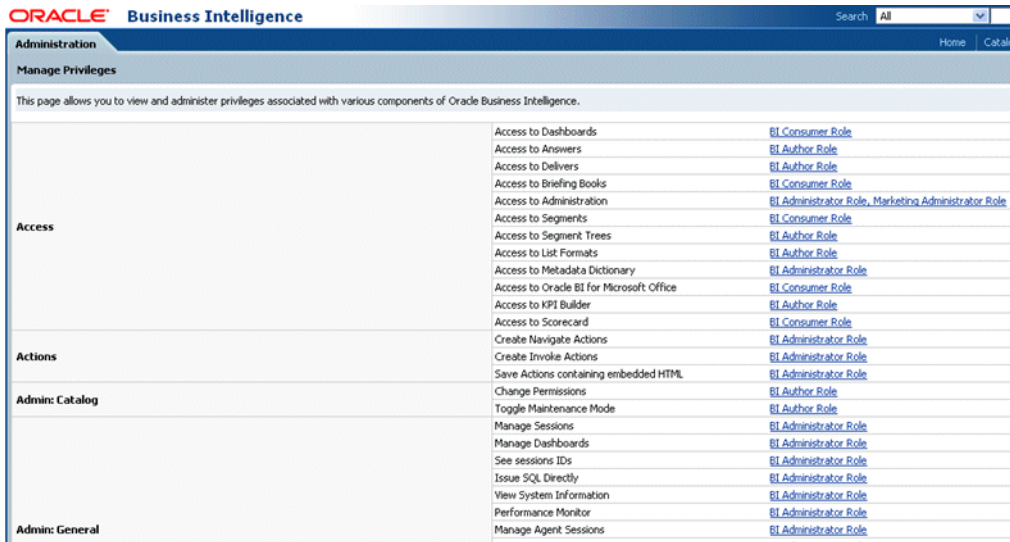 ORACLE Business Intelligence
Search All
Administration
Home Catal
Manage Privileges
This page allows you to view and administer privileges associated with various components of Oracle Business Intelligence.
Access
Access to Dashboards BI Consumer Role
Access to Answers BI Author Role
Access to Delivers BI Author Role
Access to Briefing Books BI Consumer Role
Access to Administration BI Administrator Role, Marketing Administrator Role
Access to Segments BI Consumer Role
Access to Segment Trees BI Author Role
Access to List Formats BI Author Role
Access to Metadata Dictionary BI Administrator Role
Access to Oracle BI for Microsoft Office BI Consumer Role
Access to KPI Builder BI Author Role
Access to Scorecard BI Consumer Role
Actions
Create Navigate Actions BI Administrator Role
Create Invoke Actions BI Administrator Role
Save Actions containing embedded HTML BI Administrator Role
Admin: Catalog
Change Permissions BI Author Role
Toggle Maintenance Mode BI Author Role
Admin: General
Manage Sessions BI Administrator Role
Manage Dashboards BI Administrator Role
See sessions IDs BI Administrator Role
Issue SQL Directly BI Administrator Role
View System Information BI Administrator Role
Performance Monitor BI Administrator Role
Manage Agent Sessions BI Administrator Role